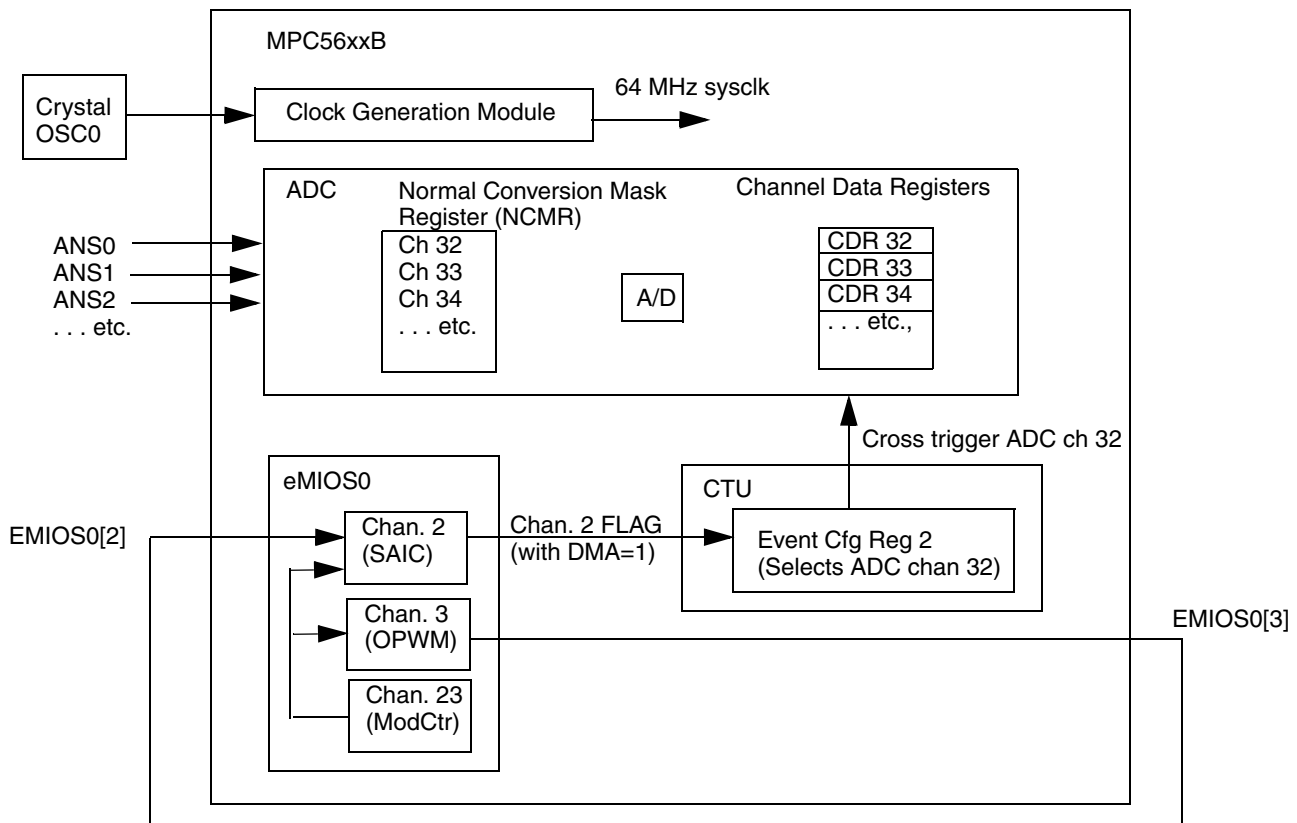 MPC56xxB
Crystal
OSC0
Clock Generation Module
64 MHz sysclk
ADC
Normal Conversion Mask
Register (NCMR)
Channel Data Registers
ANS0
ANS1
ANS2
. . . etc.
Ch 32
Ch 33
Ch 34
. . . etc.
A/D
CDR 32
CDR 33
CDR 34
. . . etc.,
Cross trigger ADC ch 32
eMIOS0
CTU
EMIOS0[2]
Chan. 2
(SAIC)
Chan. 2 FLAG
(with DMA=1)
Event Cfg Reg 2
(Selects ADC chan 32)
Chan. 3
(OPWM)
EMIOS0[3]
Chan. 23
(ModCtr)